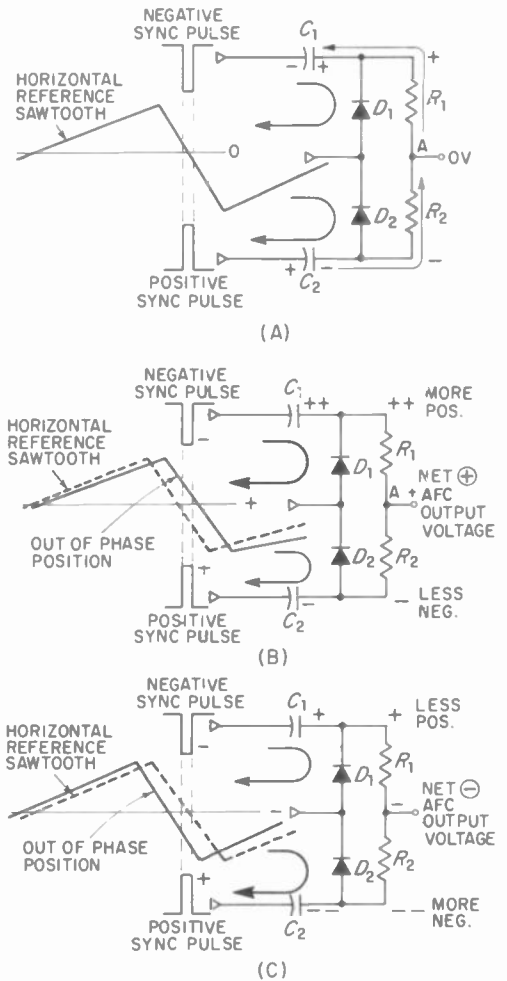 NEGATIVE
SYNC PULSE
C1
- +
+
HORIZONTAL
REFERENCE
SAWTOOTH
D1
R1
0
A
0V
D2
R2
+ -
-
C2
POSITIVE
SYNC PULSE
(A)
NEGATIVE
SYNC PULSE
C1
++
++ MORE
POS.
-
HORIZONTAL
REFERENCE
SAWTOOTH
D1
R1
NET ⊕
A + AFC
OUTPUT
VOLTAGE
+
OUT OF PHASE
POSITION
D2
R2
+
-
- LESS
NEG.
C2
POSITIVE
SYNC PULSE
(B)
NEGATIVE
SYNC PULSE
C1
+
+ LESS
POS.
-
HORIZONTAL
REFERENCE
SAWTOOTH
D1
R1
NET ⊖
- AFC
OUTPUT
VOLTAGE
-
OUT OF PHASE
POSITION
D2
R2
+
- -
- - MORE
NEG.
C2
POSITIVE
SYNC PULSE
(C)